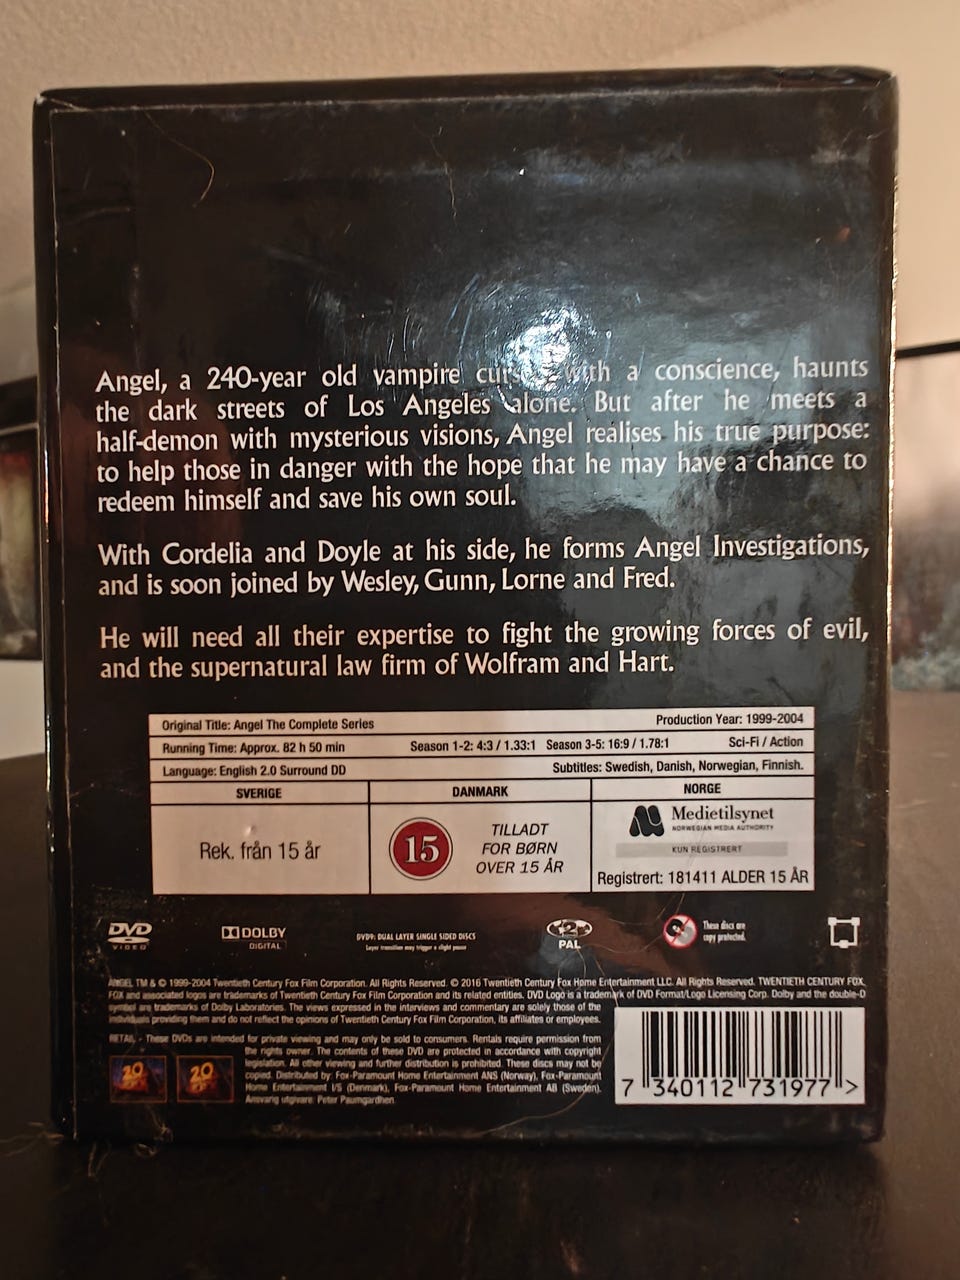 Angel, a 240-year old vampire with a conscience, haunts
the dark streets of Los Angeles alone. But after he meets a
half-demon with mysterious visions, Angel realises his true purpose:
to help those in danger with the hope that he may have a chance to
redeem himself and save his own soul.
With Cordelia and Doyle at his side, he forms Angel Investigations,
and is soon joined by Wesley, Gunn, Lorne and Fred.
He will need all their expertise to fight the growing forces of evil,
and the supernatural law firm of Wolfram and Hart.
Original Title: Angel The Complete Series Production Year: 1999-2004
Running Time: Approx. 82 h 50 min Season 1-2: 4:3 / 1.33:1 Season 3-5: 16:9 / 1.78:1 Sci-Fi / Action
Language: English 2.0 Surround DD Subtitles: Swedish, Danish, Norwegian, Finnish.
SVERIGE
Rek. från 15 år
DANMARK
15
TILLADT
FOR BØRN
OVER 15 ÅR
NORGE
Medietilsynet
NORWEGIAN MEDIA AUTHORITY
KUN REGISTRERT
Registrert: 181411 ALDER 15 ÅR
DVD
VIDEO
DOLBY
DIGITAL
DVD9: DUAL LAYER SINGLE SIDED DISCS
Layer transition may trigger a slight pause
2
PAL
These discs are
copy protected.
ANGEL TM & © 1999-2004 Twentieth Century Fox Film Corporation. All Rights Reserved. © 2016 Twentieth Century Fox Home Entertainment LLC. All Rights Reserved. TWENTIETH CENTURY FOX,
FOX and associated logos are trademarks of Twentieth Century Fox Film Corporation and its related entities. DVD Logo is a trademark of DVD Format/Logo Licensing Corp. Dolby and the double-D
symbol are trademarks of Dolby Laboratories. The views expressed in the interviews and commentary are solely those of the
individuals providing them and do not reflect the opinions of Twentieth Century Fox Film Corporation, its affiliates or employees.
RETAIL - These DVDs are intended for private viewing and may only be sold to consumers. Rentals require permission from
the rights owner. The contents of these DVD are protected in accordance with copyright
legislation. All other viewing and further distribution is prohibited. These discs may not be
copied. Distributed by: Fox-Paramount Home Entertainment ANS (Norway), Fox-Paramount
Home Entertainment I/S (Denmark), Fox-Paramount Home Entertainment AB (Sweden).
Ansvarig utgivare: Peter Paumgardhen
20
20
7 340112 731977 >